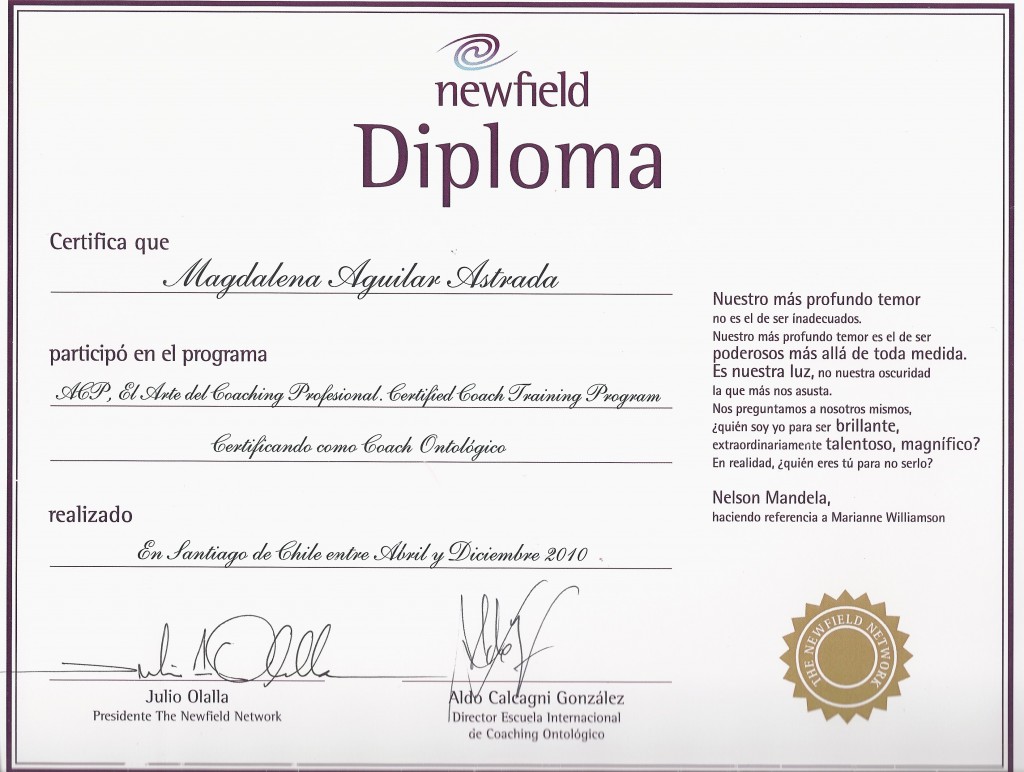 newfield
Diploma
Certifica que
Magdalena Aguilar Astrada
participó en el programa
ACP, El Arte del Coaching Profesional. Certified Coach Training Program
Certificando como Coach Ontológico
realizado
En Santiago de Chile entre Abril y Diciembre 2010
Nuestro más profundo temor
no es el de ser inadecuados.
Nuestro más profundo temor es el de ser
poderosos más allá de toda medida.
Es nuestra luz, no nuestra oscuridad
la que más nos asusta.
Nos preguntamos a nosotros mismos,
¿quién soy yo para ser brillante,
extraordinariamente talentoso, magnífico?
En realidad, ¿quién eres tú para no serlo?
Nelson Mandela,
haciendo referencia a Marianne Williamson
Julio Olalla
Julio Olalla
Presidente The Newfield Network
Aldo Calcagni González
Director Escuela Internacional
de Coaching Ontológico
THE NEWFIELD NETWORK